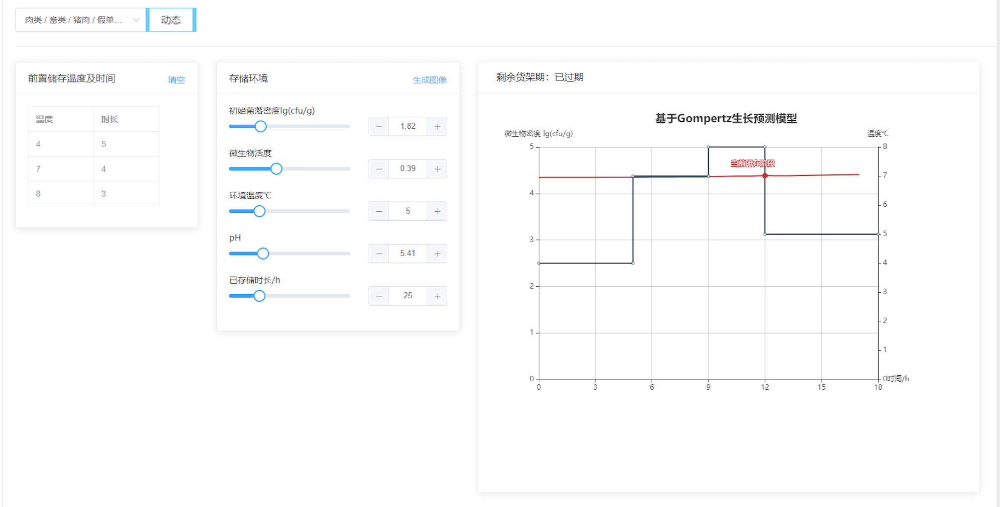 肉类 / 畜类 / 猪肉 / 假单...
动态
前置储存温度及时间
清空
温度 时长
4 5
7 4
8 3
存储环境
生成图像
初始菌落密度lg(cfu/g)
1.82
微生物活度
0.39
环境温度℃
5
pH
5.41
已存储时长/h
25
剩余货架期：已过期
基于Gompertz生长预测模型
微生物密度 lg(cfu/g)
温度℃
当前所在阶段
5
4
3
2
1
0
8
7
6
5
4
3
2
1
0时间/h
0 3 6 9 12 15 18